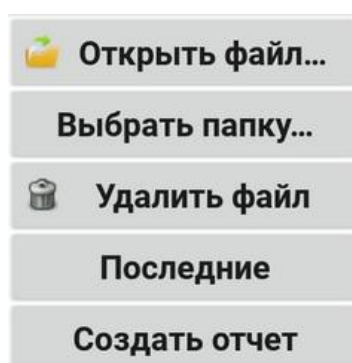 Открыть файл...
Выбрать папку...
Удалить файл
Последние
Создать отчет